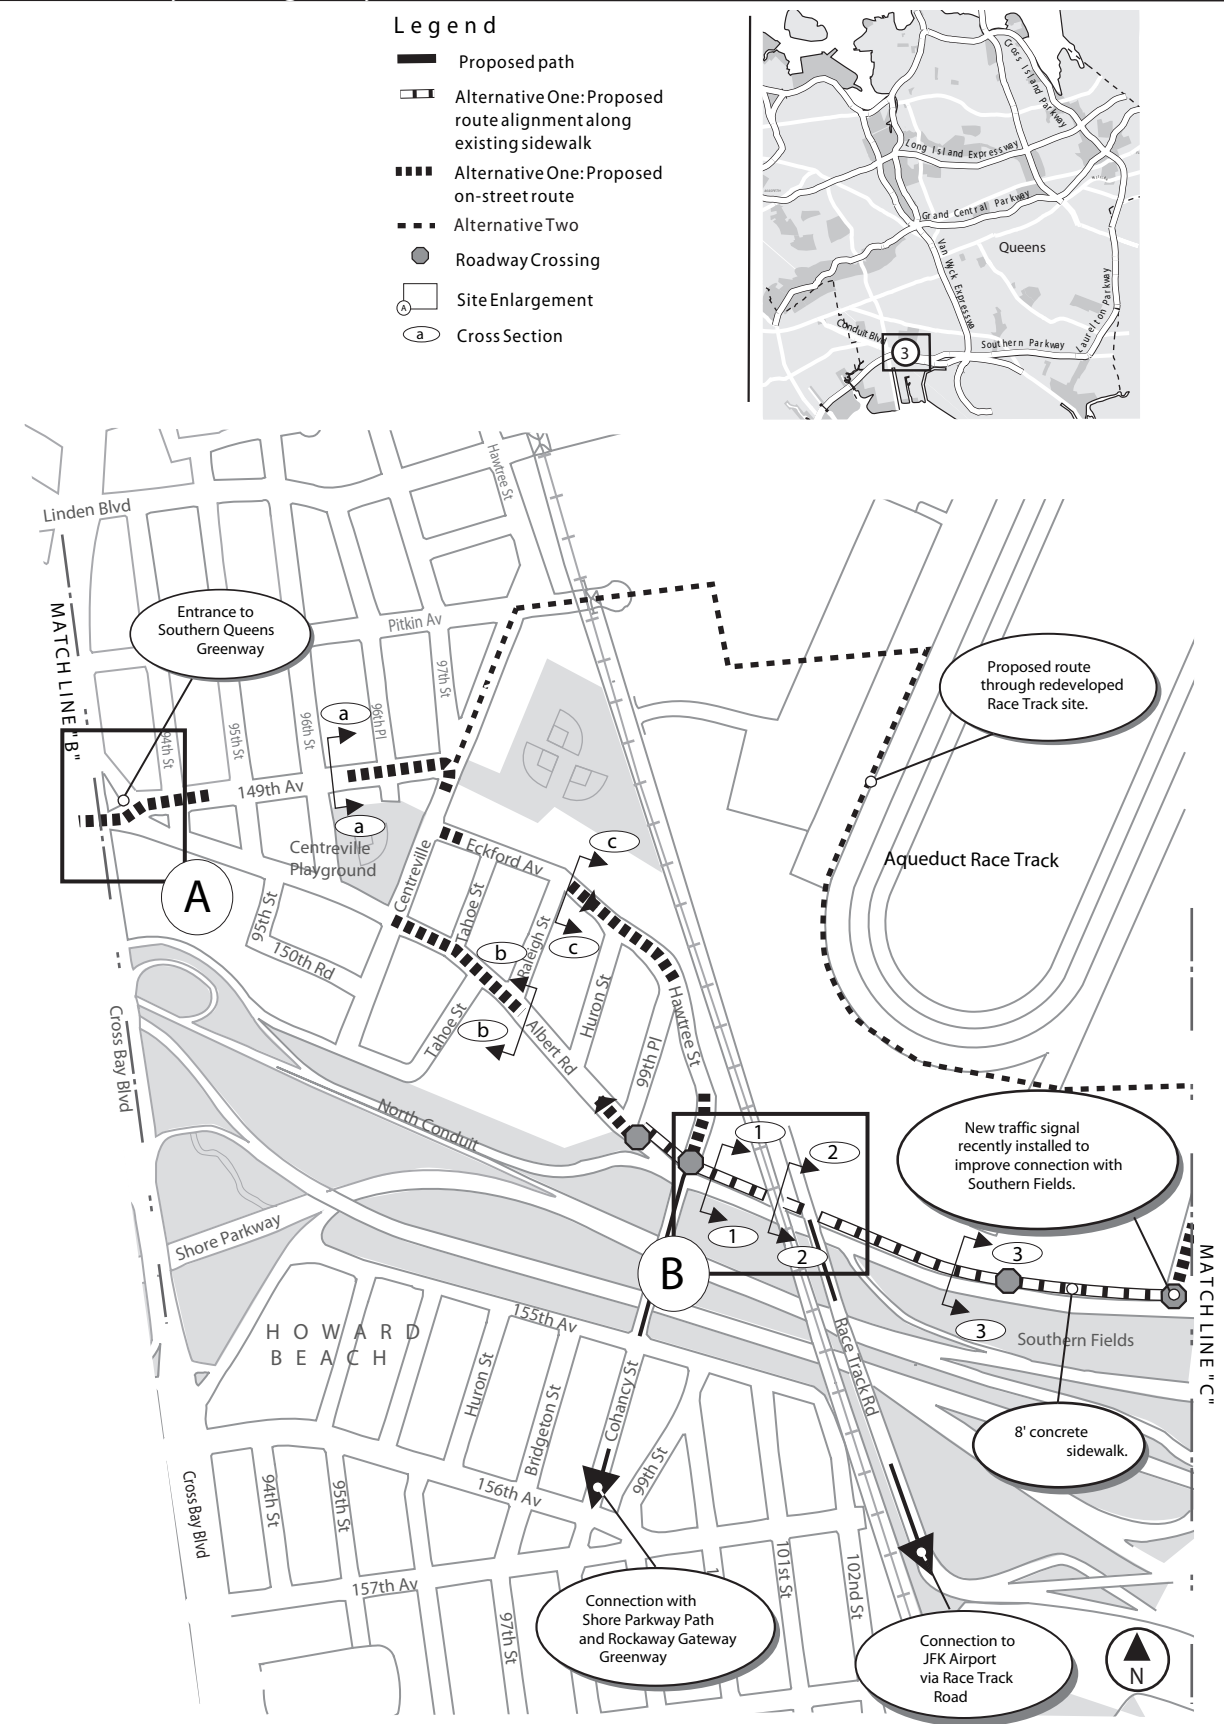 Legend
Proposed path
Alternative One: Proposed
route alignment along
existing sidewalk
Alternative One: Proposed
on-street route
Alternative Two
Roadway Crossing
A
Site Enlargement
a
Cross Section
Cross Island Parkway
Long Island Expressway
Grand Central Parkway
Queens
Van Wyck Expresswa
Laurelton Parkway
Conduit Blvd
Southern Parkway
3
Hawtree St
Linden Blvd
MATCH LINE "B"
Entrance to
Southern Queens
Greenway
Pitkin Av
97th St
96th Pl
96th St
95th St
94th St
a
149th Av
a
Centreville
Playground
Centreville
Eckford Av
c
c
Proposed route
through redeveloped
Race Track site.
Aqueduct Race Track
A
95th St
150th Rd
Tahoe St
Raleigh St
b
b
Tahoe St
Albert Rd
Huron St
99th Pl
Hawtree St
Cross Bay Blvd
North Conduit
1
2
1
2
B
New traffic signal
recently installed to
improve connection with
Southern Fields.
3
3
Southern Fields
MATCH LINE "C"
Shore Parkway
HOWARD
BEACH
155th Av
Huron St
Bridgeton St
Cohancy St
99th St
Race Track Rd
8' concrete
sidewalk.
Cross Bay Blvd
94th St
95th St
156th Av
157th Av
97th St
101st St
102nd St
Connection with
Shore Parkway Path
and Rockaway Gateway
Greenway
Connection to
JFK Airport
via Race Track
Road
N